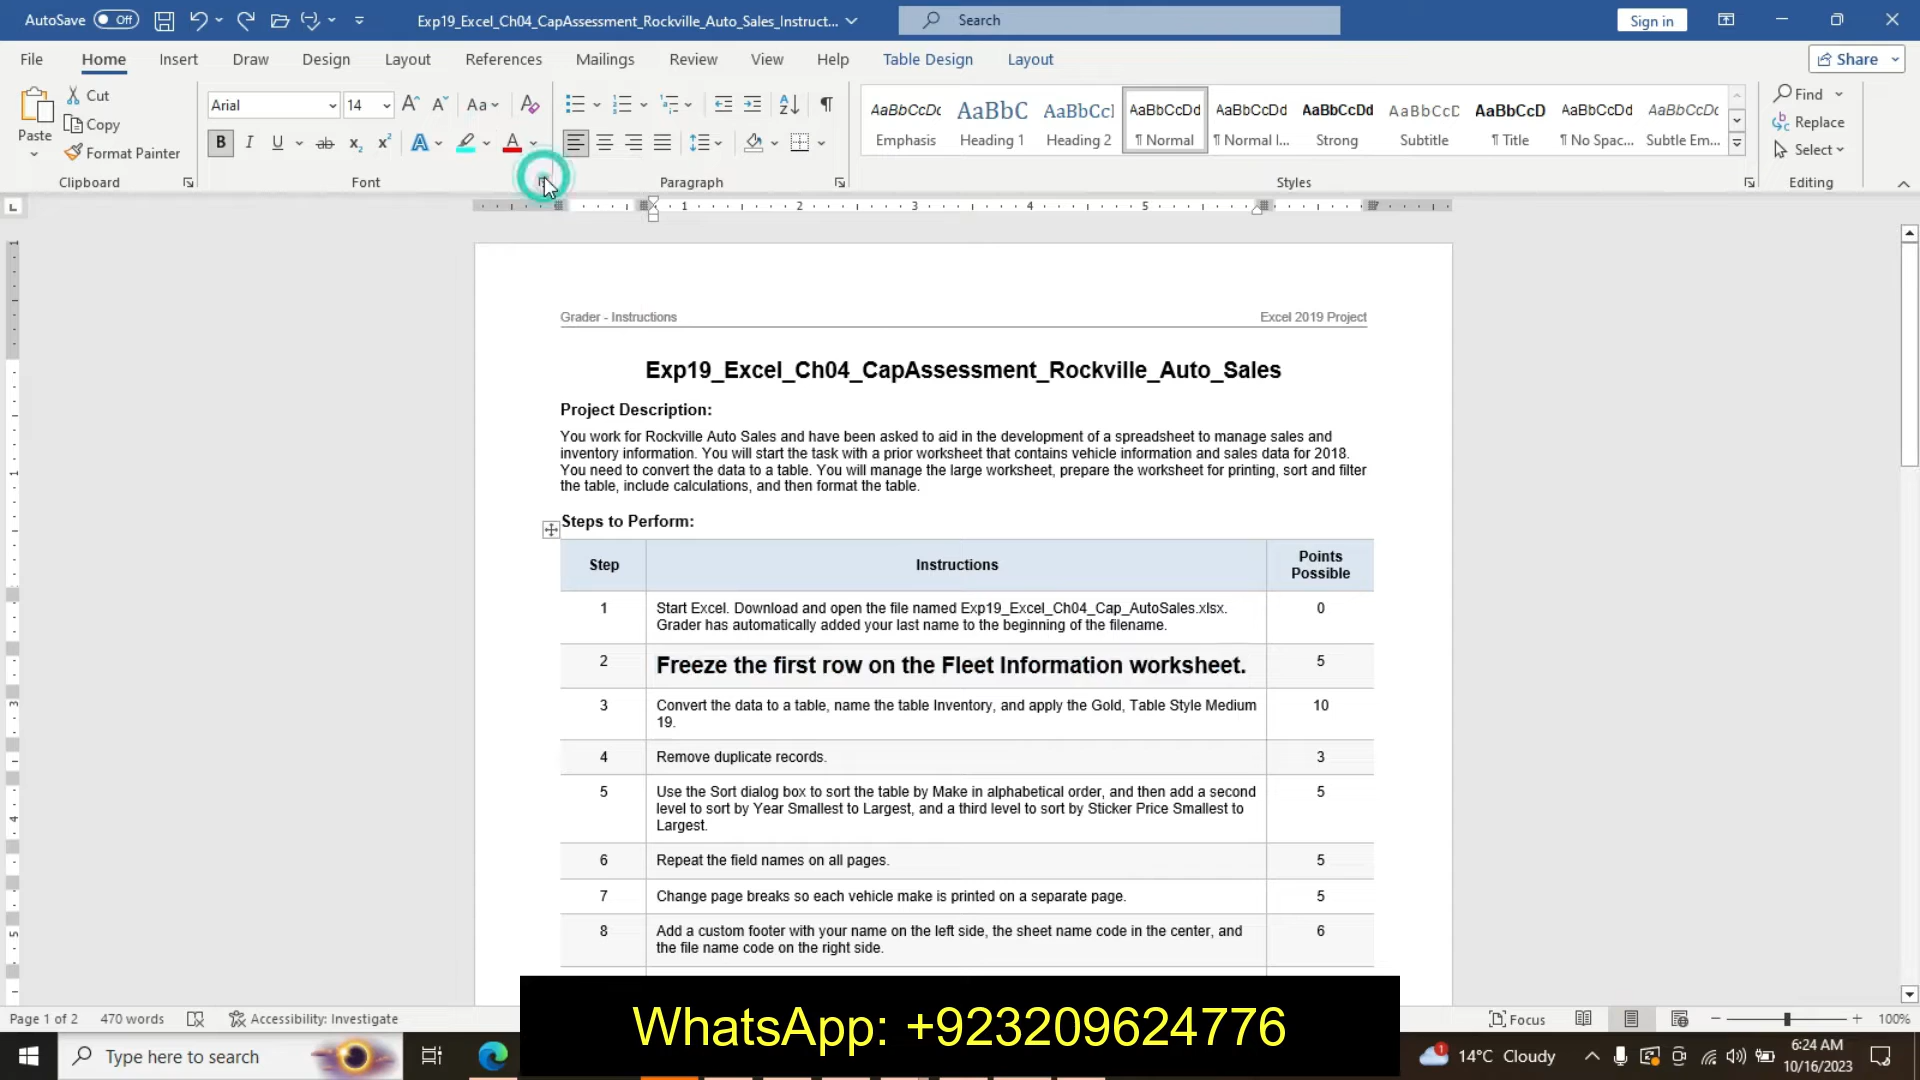 AutoSave Off
Exp19_Excel_Ch04_CapAssessment_Rockville_Auto_Sales_Instruct...
Search
Sign in
File Home Insert Draw Design Layout References Mailings Review View Help Table Design Layout
Share
Paste
Cut
Copy
Format Painter
Clipboard
Arial 14
Font
Paragraph
AaBbCcDc Emphasis
AaBbC Heading 1
AaBbCcl Heading 2
AaBbCcDd ¶ Normal
AaBbCcDd ¶ Normal I...
AaBbCcDd Strong
AaBbCcC Subtitle
AaBbCcD ¶ Title
AaBbCcDd ¶ No Spac...
AaBbCcDd Subtle Em...
Styles
Find
Replace
Select
Editing
1 2 3 4 5
Grader - Instructions Excel 2019 Project
Exp19_Excel_Ch04_CapAssessment_Rockville_Auto_Sales
Project Description:
You work for Rockville Auto Sales and have been asked to aid in the development of a spreadsheet to manage sales and
inventory information. You will start the task with a prior worksheet that contains vehicle information and sales data for 2018.
You need to convert the data to a table. You will manage the large worksheet, prepare the worksheet for printing, sort and filter
the table, include calculations, and then format the table.
Steps to Perform:
Step Instructions Points
Possible
1 Start Excel. Download and open the file named Exp19_Excel_Ch04_Cap_AutoSales.xlsx. 0
Grader has automatically added your last name to the beginning of the filename.
2 Freeze the first row on the Fleet Information worksheet. 5
3 Convert the data to a table, name the table Inventory, and apply the Gold, Table Style Medium 10
19.
4 Remove duplicate records. 3
5 Use the Sort dialog box to sort the table by Make in alphabetical order, and then add a second 5
level to sort by Year Smallest to Largest, and a third level to sort by Sticker Price Smallest to
Largest.
6 Repeat the field names on all pages. 5
7 Change page breaks so each vehicle make is printed on a separate page. 5
8 Add a custom footer with your name on the left side, the sheet name code in the center, and 6
the file name code on the right side.
WhatsApp: +923209624776
Page 1 of 2 470 words Accessibility: Investigate
Focus
100%
Type here to search
14°C Cloudy
6:24 AM
10/16/2023